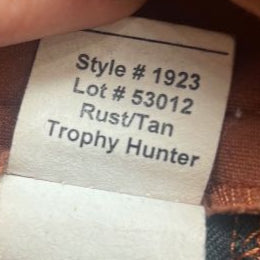 Style # 1923
Lot # 53012
Rust/Tan
Trophy Hunter